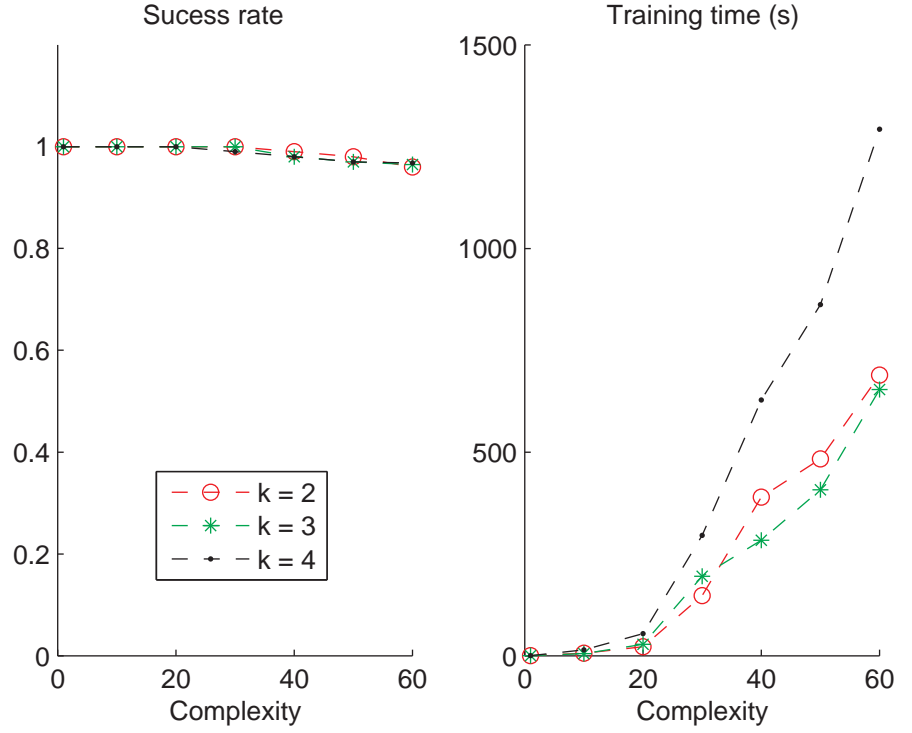 Sucess rate
1
0.8
0.6
0.4
0.2
0
0
20
40
60
Complexity
k = 2
k = 3
k = 4
Training time (s)
1500
1000
500
0
0
20
40
60
Complexity